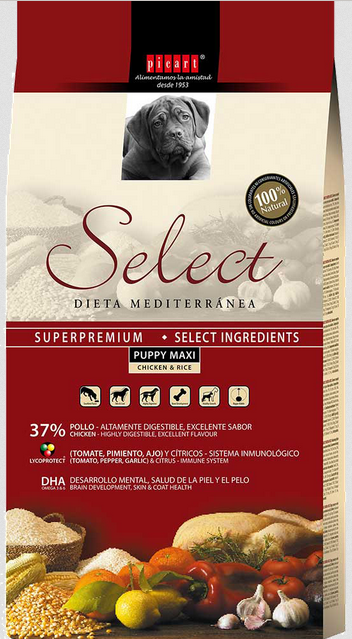 picart®
Alimentamos la amistad
desde 1953
100%
Natural
Select
DIETA MEDITERRÁNEA
SUPERPREMIUM • SELECT INGREDIENTS
PUPPY MAXI
CHICKEN & RICE
37% POLLO - ALTAMENTE DIGESTIBLE, EXCELENTE SABOR
CHICKEN - HIGHLY DIGESTIBLE, EXCELLENT FLAVOUR
(TOMATE, PIMIENTO, AJO) Y CÍTRICOS - SISTEMA INMUNOLÓGICO
LYCOPROTECT (TOMATO, PEPPER, GARLIC) & CITRUS - IMMUNE SYSTEM
DHA DESARROLLO MENTAL, SALUD DE LA PIEL Y EL PELO
OMEGA 3 & 6 BRAIN DEVELOPMENT, SKIN & COAT HEALTH